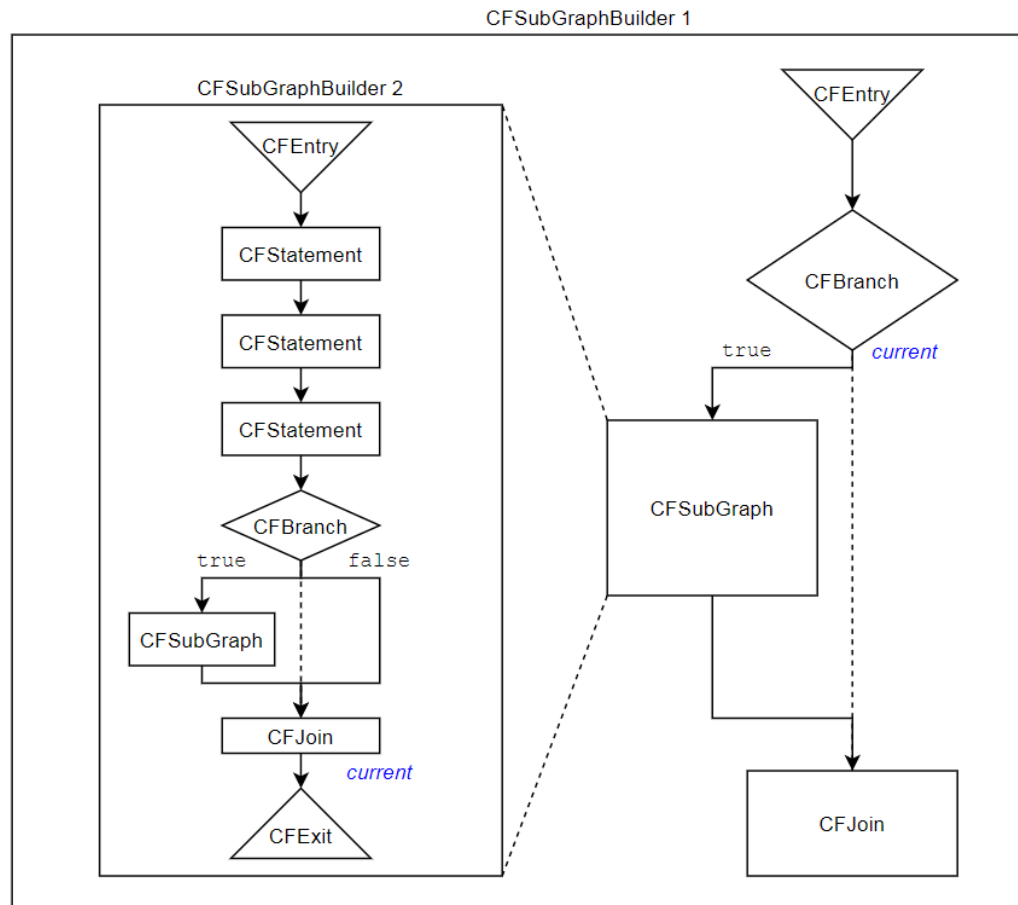 CFSubGraphBuilder 1
CFSubGraphBuilder 2
CFEntry
CFStatement
CFStatement
CFStatement
CFBranch
true
false
CFSubGraph
CFJoin
current
CFExit
CFEntry
CFBranch
true
current
CFSubGraph
CFJoin